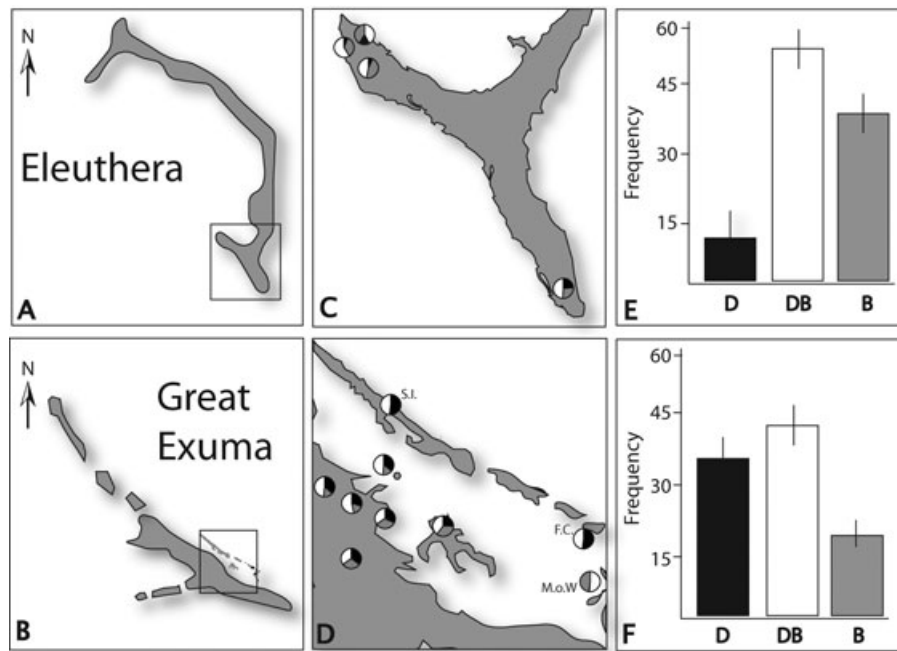 N
Eleuthera
A
C
60
45
30
15
Frequency
D
DB
B
E
N
Great
Exuma
B
S.I.
F.C.
M.o.W
D
60
45
30
15
Frequency
D
DB
B
F